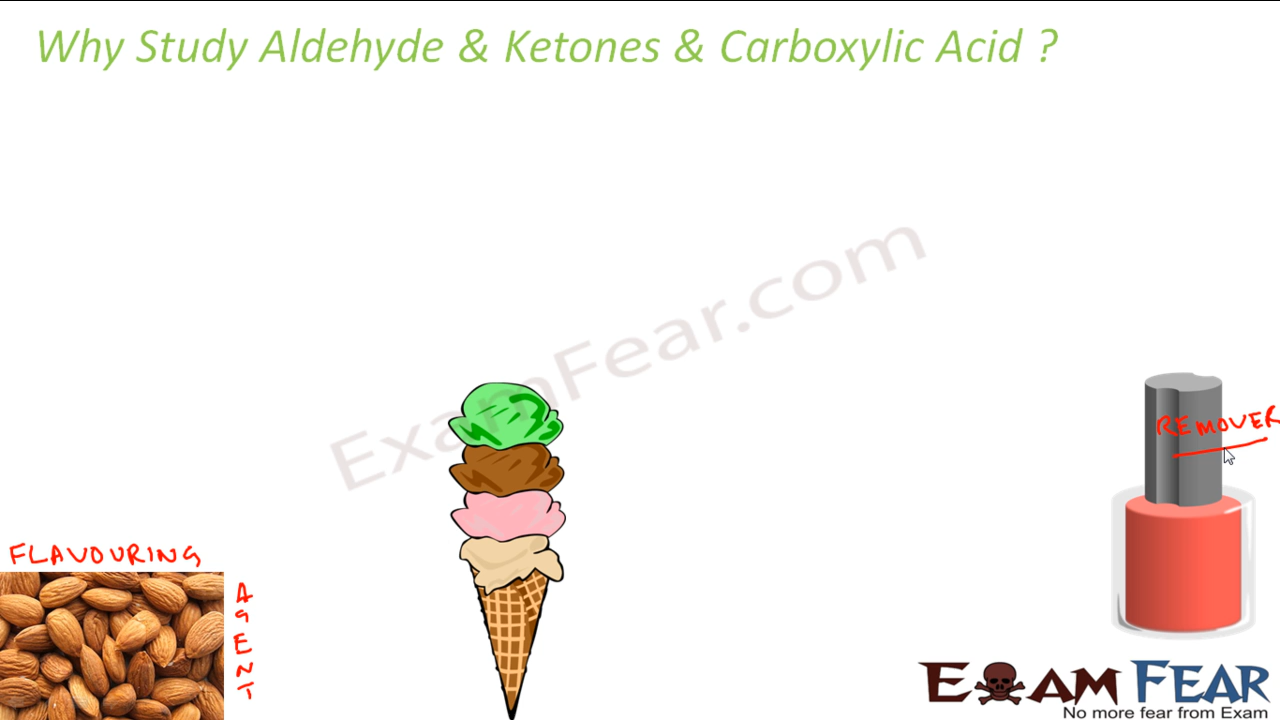 Why Study Aldehyde & Ketones & Carboxylic Acid ?
ExamFear.com
REMOVER
FLAVOURING
AGENT
EXAM FEAR
No more fear from Exam